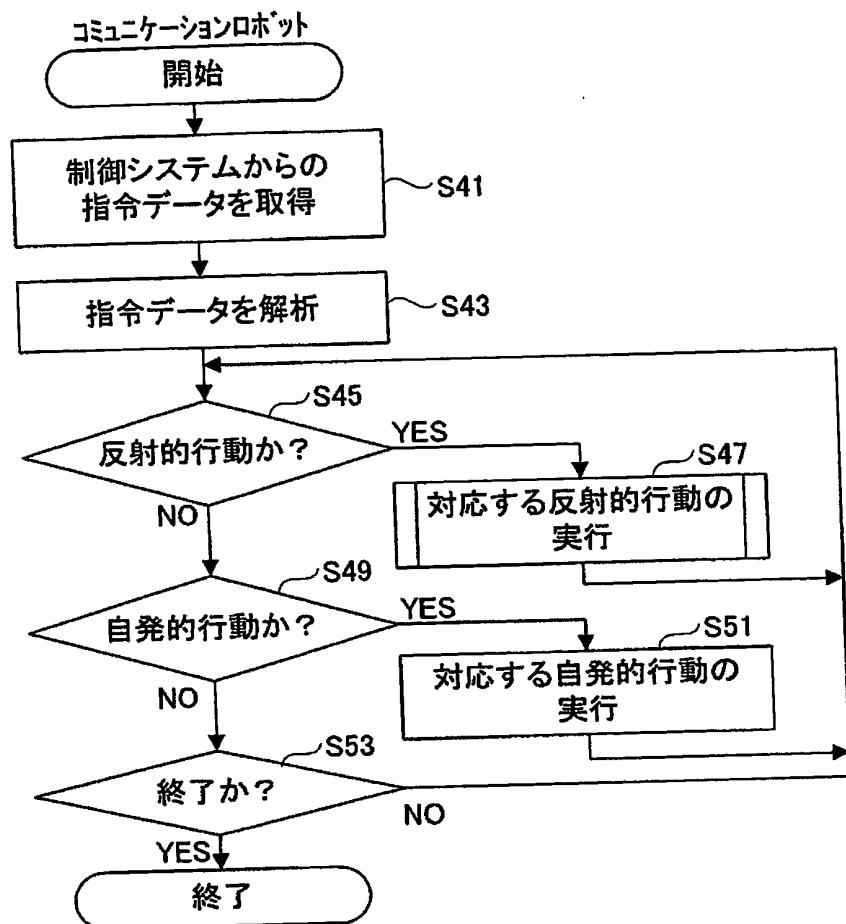 コミュニケーションロボット
開始
制御システムからの
指令データを取得
S41
指令データを解析
S43
反射的行動か？
S45
YES
NO
対応する反射的行動の
実行
S47
自発的行動か？
S49
YES
NO
対応する自発的行動の
実行
S51
終了か？
S53
NO
YES
終了